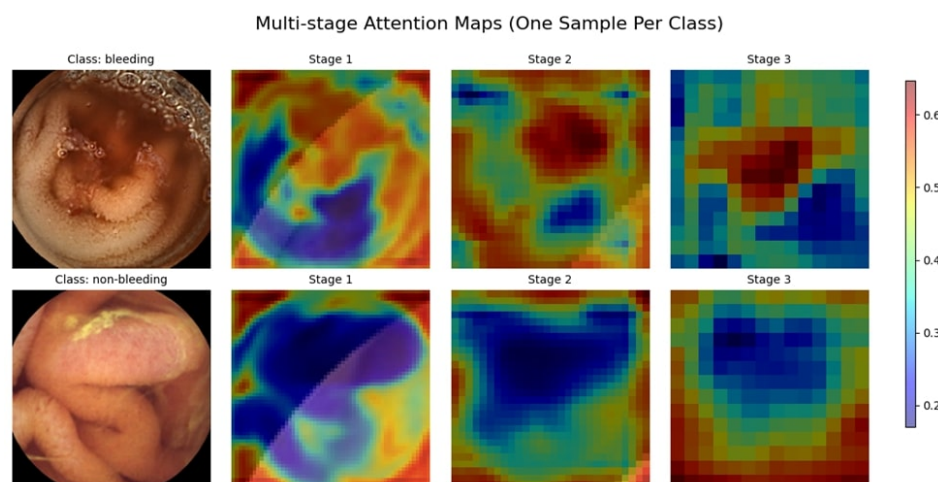 Multi-stage Attention Maps (One Sample Per Class)
Class: bleeding
Stage 1
Stage 2
Stage 3
0.6
0.5
0.4
0.3
0.2
Class: non-bleeding
Stage 1
Stage 2
Stage 3